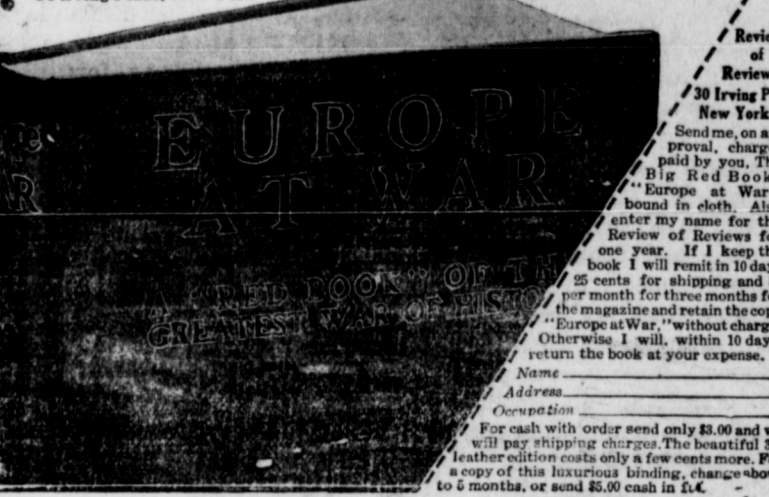 EUROPE
AT WAR
A "RED BOOK" OF TH
GREATEST WAR OF HISTO
AR
Revie
of
Review
30 Irving P
New York
Send me, on a
proval, charg
paid by you, Th
Big Red Book
"Europe at War
bound in cloth. Als
enter my name for th
Review of Reviews fo
one year. If I keep th
book I will remit in 10 day
25 cents for shipping and
per month for three months f
the magazine and retain the cop
"Europe at War," without charg
Otherwise I will, within 10 day
return the book at your expense.
Name
Address
Occupation
For cash with order send only $3.00 and w
will pay shipping charges. The beautiful
leather edition costs only a few cents more. F
a copy of this luxurious binding, change abo
to 5 months, or send $5.00 cash in full.